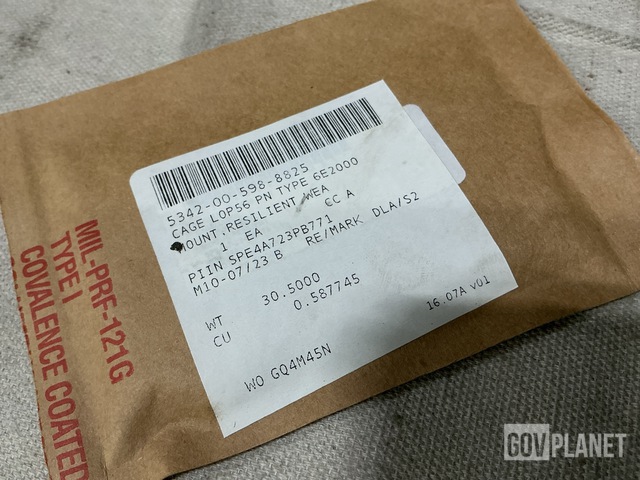 5342-00-598-8825
CAGE LOP56 PN TYPE 6E2000
MOUNT,RESILIENT,WEA
1 EA CC A
PIIN SPE4A723PB771
M10-07/23 B RE/MARK DLA/S2
WT 30.5000
CU 0.587745
16.07A v01
WO GQ4M45N
MIL-PRF-121G
TYPE I
COVALENCE COATED
GOVPLANET